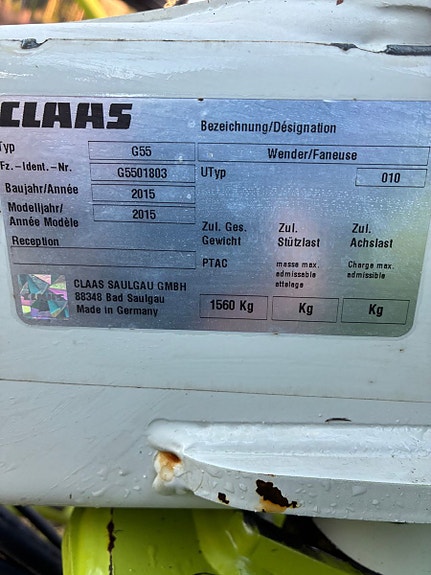 CLAAS
Bezeichnung/Désignation
Typ G55 Wender/Faneuse
Fz.-Ident.-Nr. G5501803 UTyp 010
Baujahr/Année 2015
Modelljahr/ Année Modèle 2015
Reception
Zul. Ges. Gewicht
PTAC
1560 Kg
Zul. Stützlast
masse max. admissable attelage
Kg
Zul. Achslast
Charge max. admissible
Kg
CLAAS SAULGAU GMBH
88348 Bad Saulgau
Made in Germany